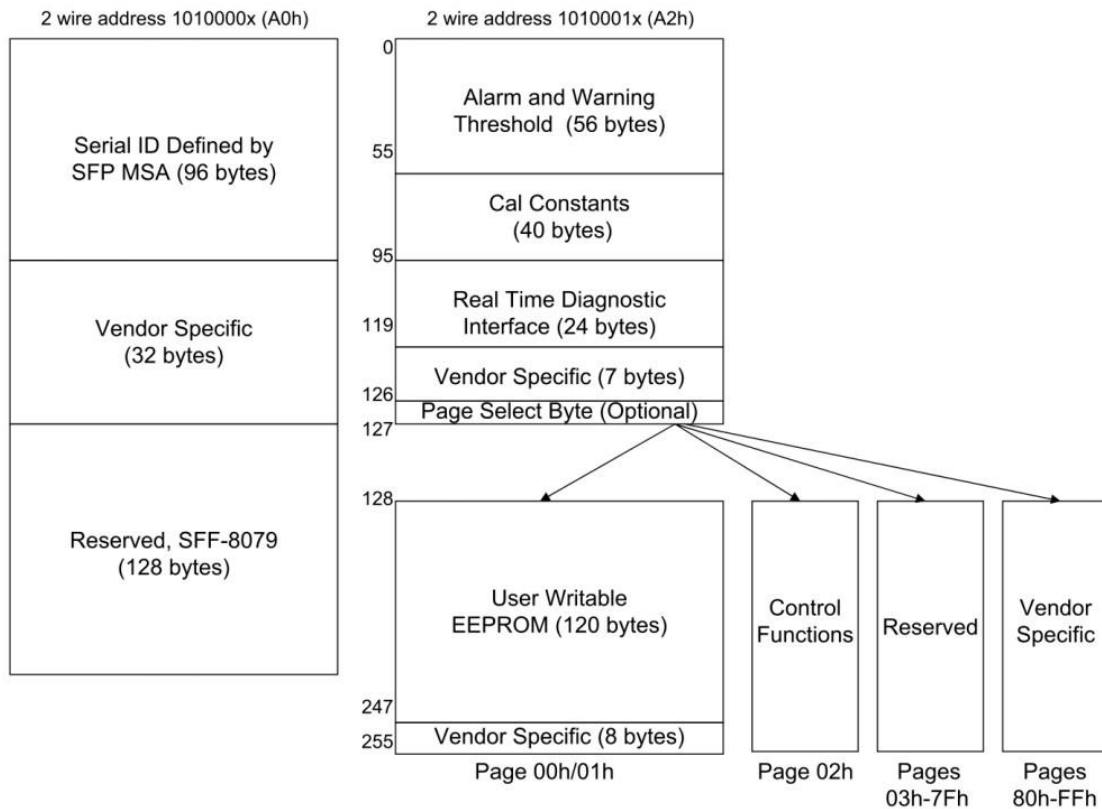 2 wire address 1010000x (A0h)
Serial ID Defined by
SFP MSA (96 bytes)
Vendor Specific
(32 bytes)
Reserved, SFF-8079
(128 bytes)
2 wire address 1010001x (A2h)
0
Alarm and Warning
Threshold (56 bytes)
55
Cal Constants
(40 bytes)
95
Real Time Diagnostic
Interface (24 bytes)
119
Vendor Specific (7 bytes)
126
Page Select Byte (Optional)
127
128
User Writable
EEPROM (120 bytes)
247
Vendor Specific (8 bytes)
255
Page 00h/01h
Control
Functions
Page 02h
Reserved
Pages
03h-7Fh
Vendor
Specific
Pages
80h-FFh